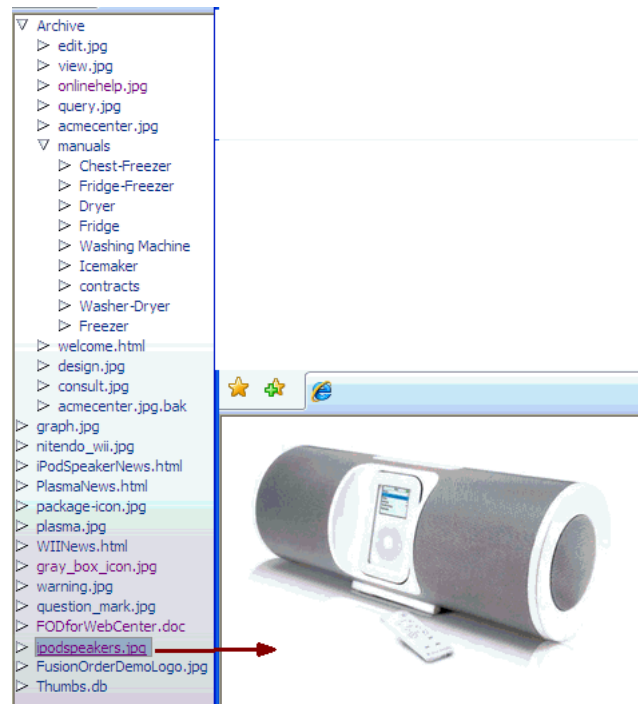 Archive
edit.jpg
view.jpg
onlinehelp.jpg
query.jpg
acmecenter.jpg
manuals
Chest-Freezer
Fridge-Freezer
Dryer
Fridge
Washing Machine
Icemaker
contracts
Washer-Dryer
Freezer
welcome.html
design.jpg
consult.jpg
acmecenter.jpg.bak
graph.jpg
nitendo_wii.jpg
iPodSpeakerNews.html
PlasmaNews.html
package-icon.jpg
plasma.jpg
WIINews.html
gray_box_icon.jpg
warning.jpg
question_mark.jpg
FODforWebCenter.doc
ipodspeakers.jpg
FusionOrderDemoLogo.jpg
Thumbs.db